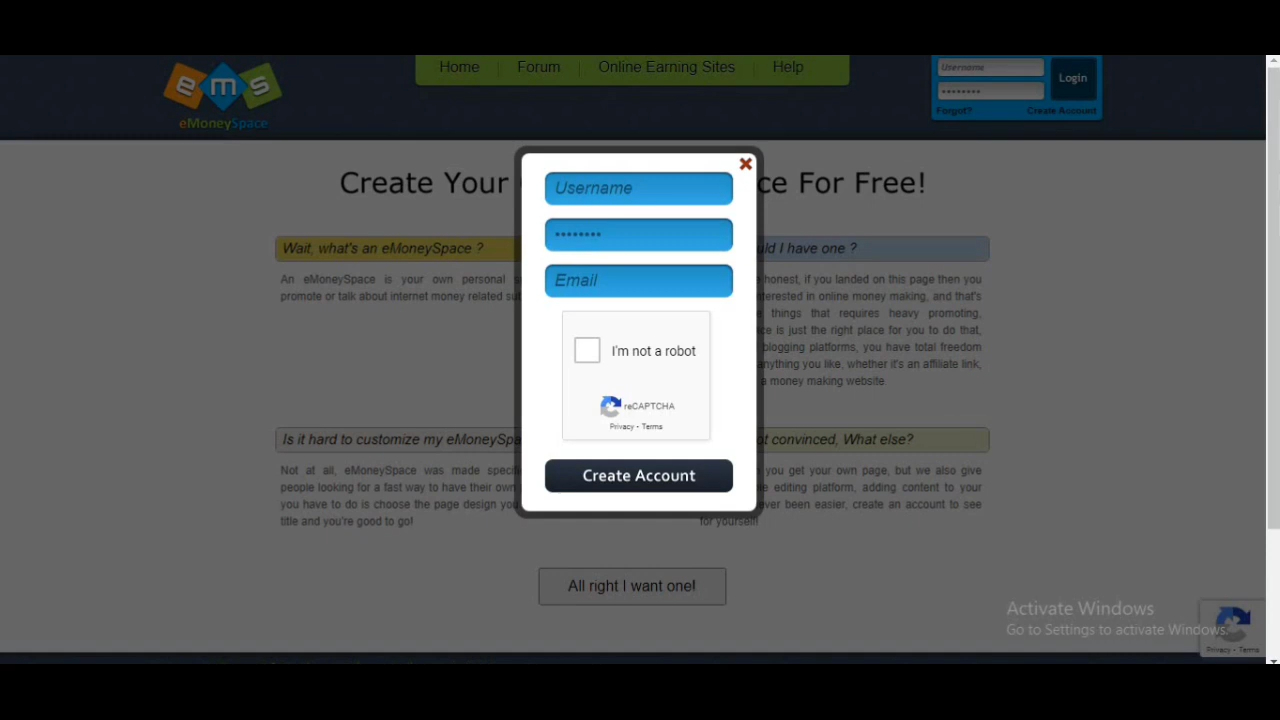 ems
eMoneySpace
Home
Forum
Online Earning Sites
Help
Username
••••••••
Login
Forgot?
Create Account
Create Your
ce For Free!
Username
••••••••
Email
I'm not a robot
reCAPTCHA
Privacy - Terms
Create Account
Wait, what's an eMoneySpace ?
An eMoneySpace is your own personal
promote or talk about internet money related
uld I have one ?
honest, if you landed on this page then you
interested in online money making, and that's
things that requires heavy promoting,
is just the right place for you to do that,
blogging platforms, you have total freedom
anything you like, whether it's an affiliate link,
a money making website.
Is it hard to customize my eMoneySpa
Not at all, eMoneySpace was made
people looking for a fast way to have their own
you have to do is choose the page design you
title and you're good to go!
convinced, What else?
you get your own page, but we also give
editing platform, adding content to your
ever been easier, create an account to see
for yourself!
All right I want one!
Activate Windows
Go to Settings to activate Windows.
Privacy - Terms